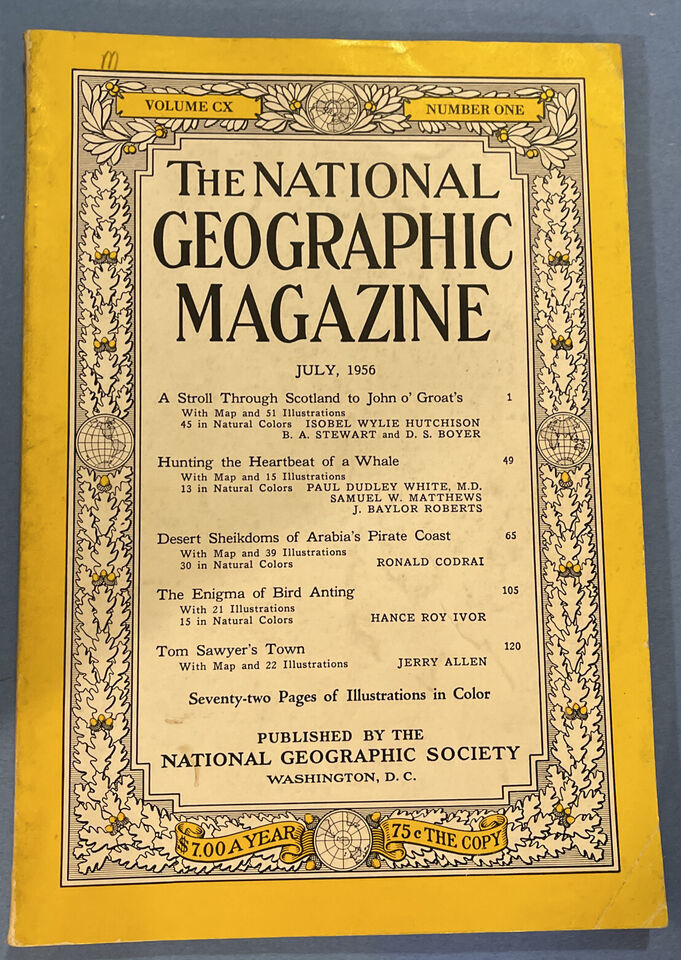 m
VOLUME CX NUMBER ONE
THE NATIONAL
GEOGRAPHIC
MAGAZINE
JULY, 1956
A Stroll Through Scotland to John o' Groat's 1
With Map and 51 Illustrations
45 in Natural Colors ISOBEL WYLIE HUTCHISON
B. A. STEWART and D. S. BOYER
Hunting the Heartbeat of a Whale 49
With Map and 15 Illustrations
13 in Natural Colors PAUL DUDLEY WHITE, M.D.
SAMUEL W. MATTHEWS
J. BAYLOR ROBERTS
Desert Sheikdoms of Arabia's Pirate Coast 65
With Map and 39 Illustrations
30 in Natural Colors RONALD CODRAI
The Enigma of Bird Anting 105
With 21 Illustrations
15 in Natural Colors HANCE ROY IVOR
Tom Sawyer's Town 120
With Map and 22 Illustrations JERRY ALLEN
Seventy-two Pages of Illustrations in Color
PUBLISHED BY THE
NATIONAL GEOGRAPHIC SOCIETY
WASHINGTON, D. C.
$7.00 A YEAR 75¢ THE COPY